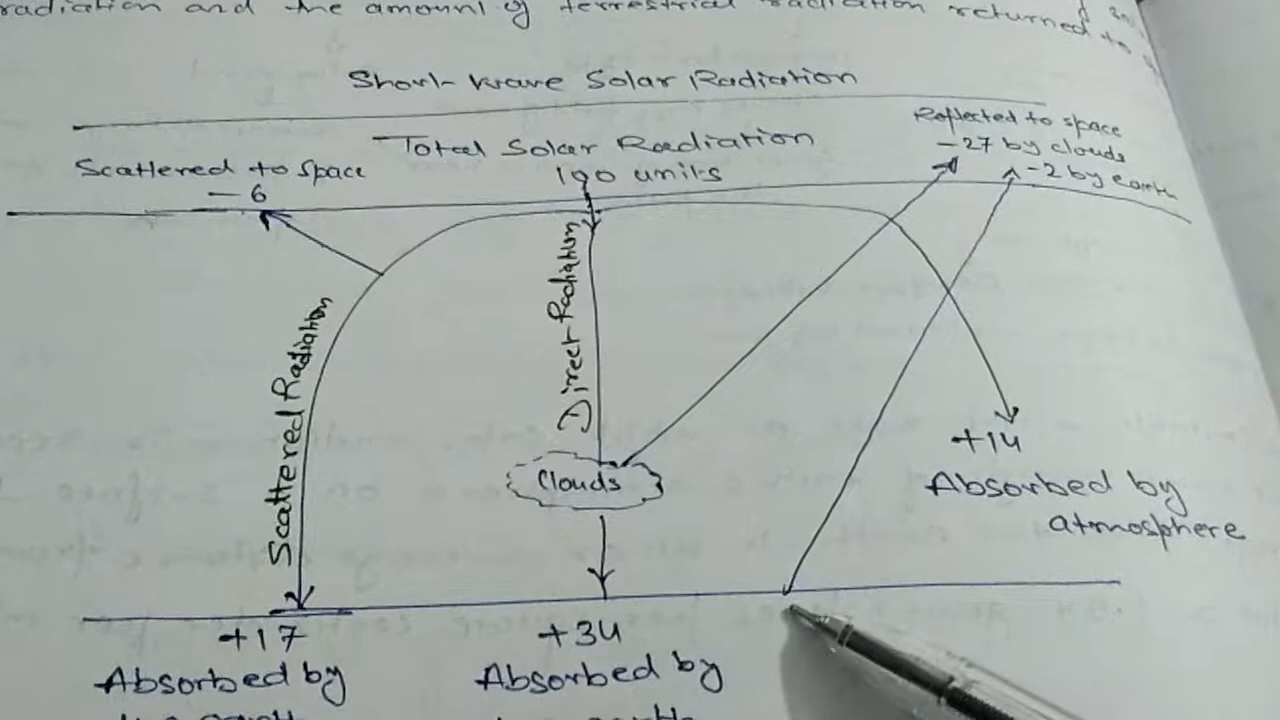 radiation and the amount of terrestrial radiation returned to
Short-wave Solar Radiation
Total Solar Radiation
100 units
Scattered to space
-6
Reflected to space
-27 by clouds
-2 by earth
Scattered Radiation
Direct Radiation
Clouds
+14
Absorbed by
atmosphere
+17
Absorbed by
+34
Absorbed by